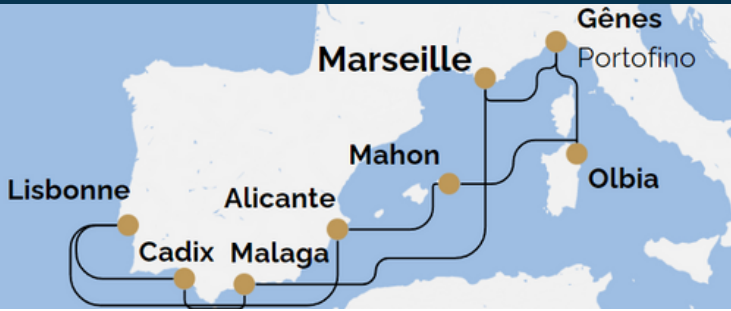 Gênes
Portofino
Marseille
Mahon
Olbia
Lisbonne
Alicante
Cadix
Malaga